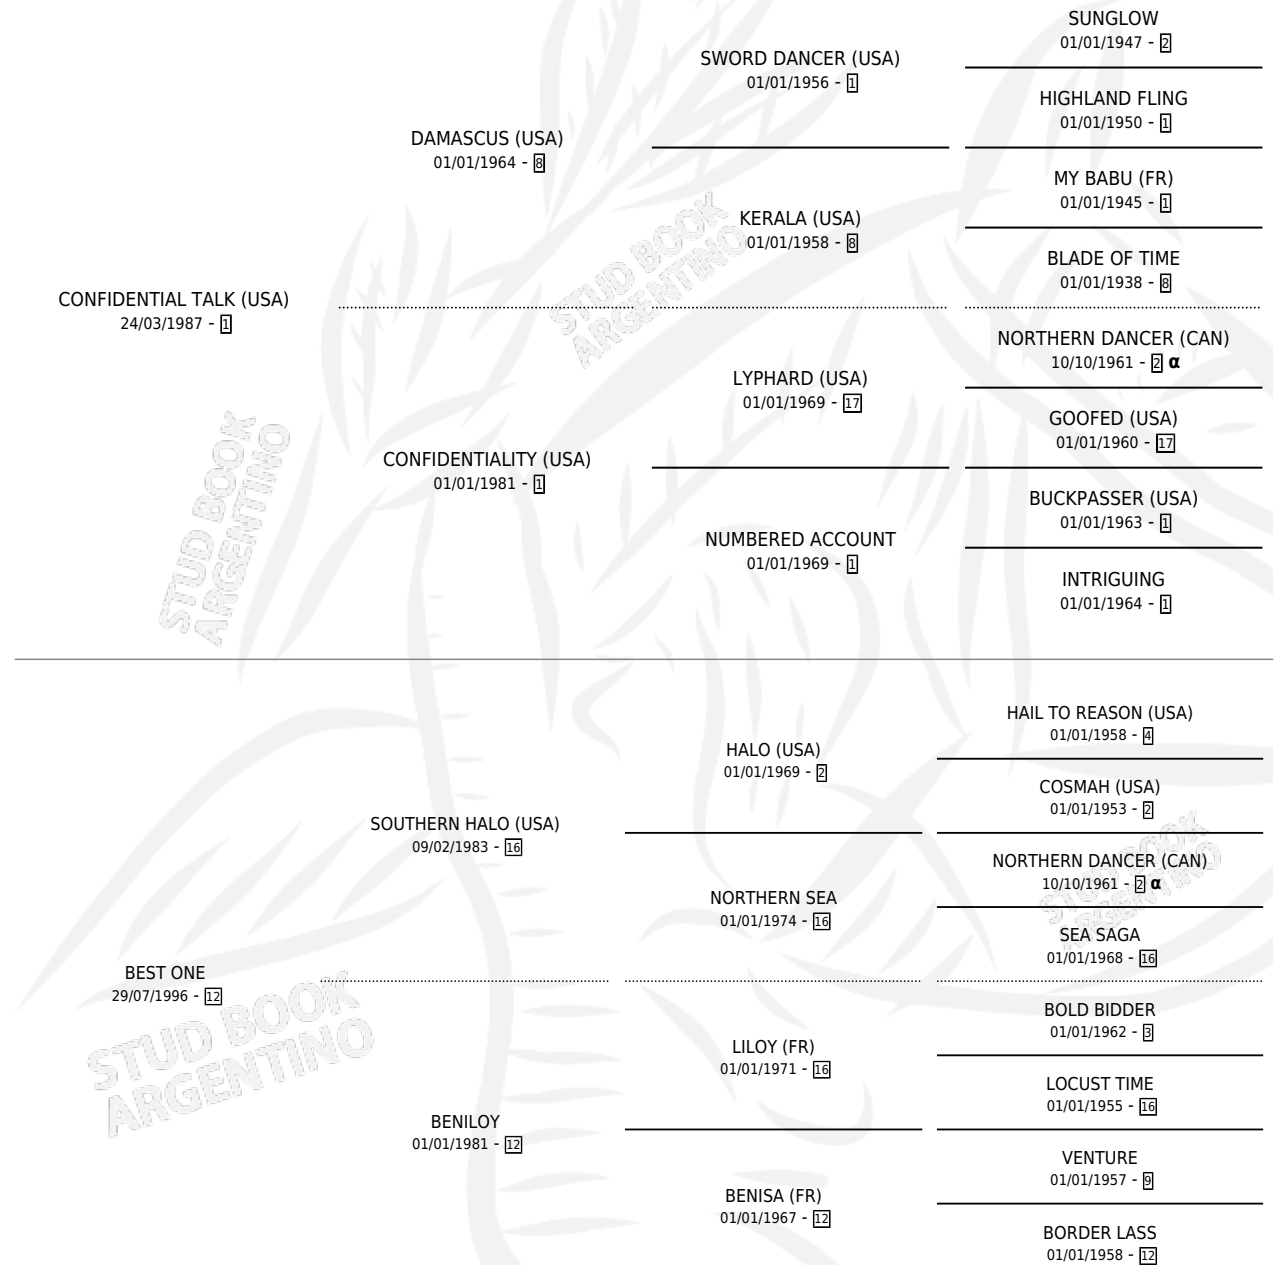 SUNGLOW
01/01/1947 - 2
SWORD DANCER (USA)
01/01/1956 - 1
HIGHLAND FLING
01/01/1950 - 1
DAMASCUS (USA)
01/01/1964 - 8
MY BABU (FR)
01/01/1945 - 1
KERALA (USA)
01/01/1958 - 8
BLADE OF TIME
01/01/1938 - 8
CONFIDENTIAL TALK (USA)
24/03/1987 - 1
NORTHERN DANCER (CAN)
10/10/1961 - 2 α
LYPHARD (USA)
01/01/1969 - 17
GOOFED (USA)
01/01/1960 - 17
CONFIDENTIALITY (USA)
01/01/1981 - 1
BUCKPASSER (USA)
01/01/1963 - 1
NUMBERED ACCOUNT
01/01/1969 - 1
INTRIGUING
01/01/1964 - 1
HAIL TO REASON (USA)
01/01/1958 - 4
HALO (USA)
01/01/1969 - 2
COSMAH (USA)
01/01/1953 - 2
SOUTHERN HALO (USA)
09/02/1983 - 16
NORTHERN DANCER (CAN)
10/10/1961 - 2 α
NORTHERN SEA
01/01/1974 - 16
SEA SAGA
01/01/1968 - 16
BEST ONE
29/07/1996 - 12
BOLD BIDDER
01/01/1962 - 3
LILOY (FR)
01/01/1971 - 16
LOCUST TIME
01/01/1955 - 16
BENILOY
01/01/1981 - 12
VENTURE
01/01/1957 - 9
BENISA (FR)
01/01/1967 - 12
BORDER LASS
01/01/1958 - 12
STUD BOOK
ARGENTINO
STUD BOOK
ARGENTINO
STUD BOOK
ARGENTINO
STUD BOOK
ARGENTINO